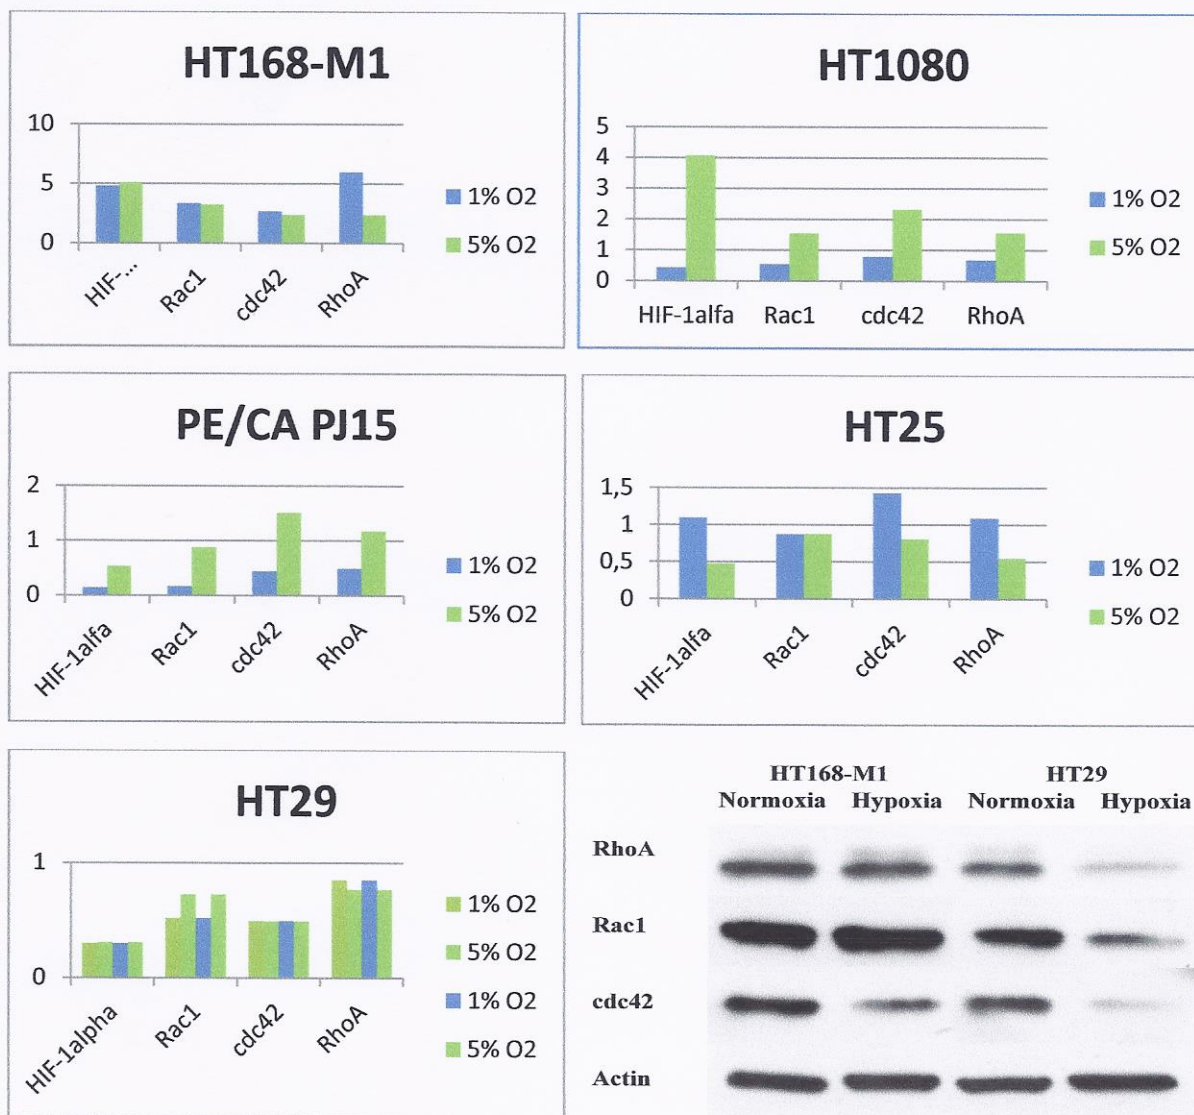 HT168-M1
10
5
0
HIF-...
Rac1
cdc42
RhoA
1% O2
5% O2
HT1080
5
4
3
2
1
0
HIF-1alfa Rac1 cdc42 RhoA
1% O2
5% O2
PE/CA PJ15
2
1
0
HIF-1alfa
Rac1
cdc42
RhoA
1% O2
5% O2
HT25
1,5
1
0,5
0
HIF-1alfa
Rac1
cdc42
RhoA
1% O2
5% O2
HT29
1
0
HIF-1alpha
Rac1
cdc42
RhoA
1% O2
5% O2
1% O2
5% O2
HT168-M1 HT29
Normoxia Hypoxia Normoxia Hypoxia
RhoA
Rac1
cdc42
Actin